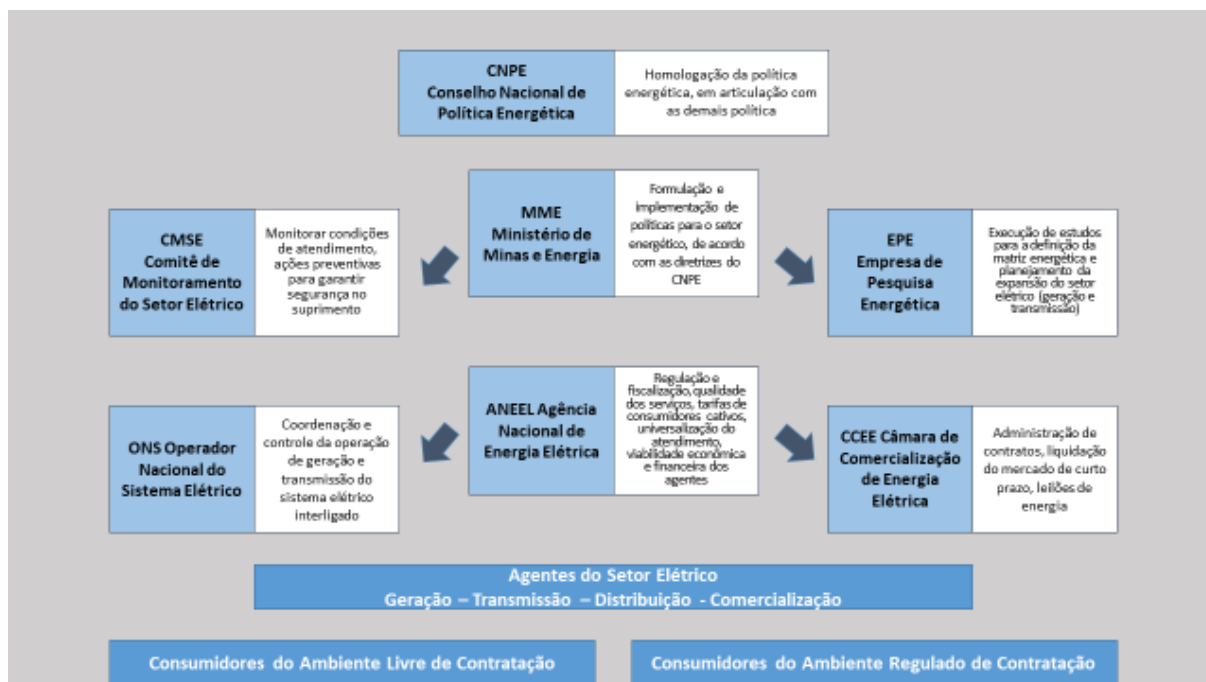 CNPE
Conselho Nacional de
Política Energética
Homologação da política
energética, em articulação com
as demais política
MME
Ministério de
Minas e Energia
Formulação e
implementação de
políticas para o setor
energético, de acordo
com as diretrizes do
CNPE
CMSE
Comitê de
Monitoramento
do Setor Elétrico
Monitorar condições
de atendimento,
ações preventivas
para garantir
segurança no
suprimento
EPE
Empresa de
Pesquisa
Energética
Execução de estudos
para a definição da
matriz energética e
planejamento da
expansão do setor
elétrico (geração e
transmissão)
ANEEL Agência
Nacional de
Energia Elétrica
Regulação e
fiscalização, qualidade
dos serviços, tarifas de
consumidores cativos,
universalização do
atendimento,
viabilidade econômica
e financeira dos
agentes
ONS Operador
Nacional do
Sistema Elétrico
Coordenação e
controle da operação
de geração e
transmissão do
sistema elétrico
interligado
CCEE Câmara de
Comercialização
de Energia
Elétrica
Administração de
contratos, liquidação
do mercado de curto
prazo, leilões de
energia
Agentes do Setor Elétrico
Geração – Transmissão – Distribuição - Comercialização
Consumidores do Ambiente Livre de Contratação
Consumidores do Ambiente Regulado de Contratação